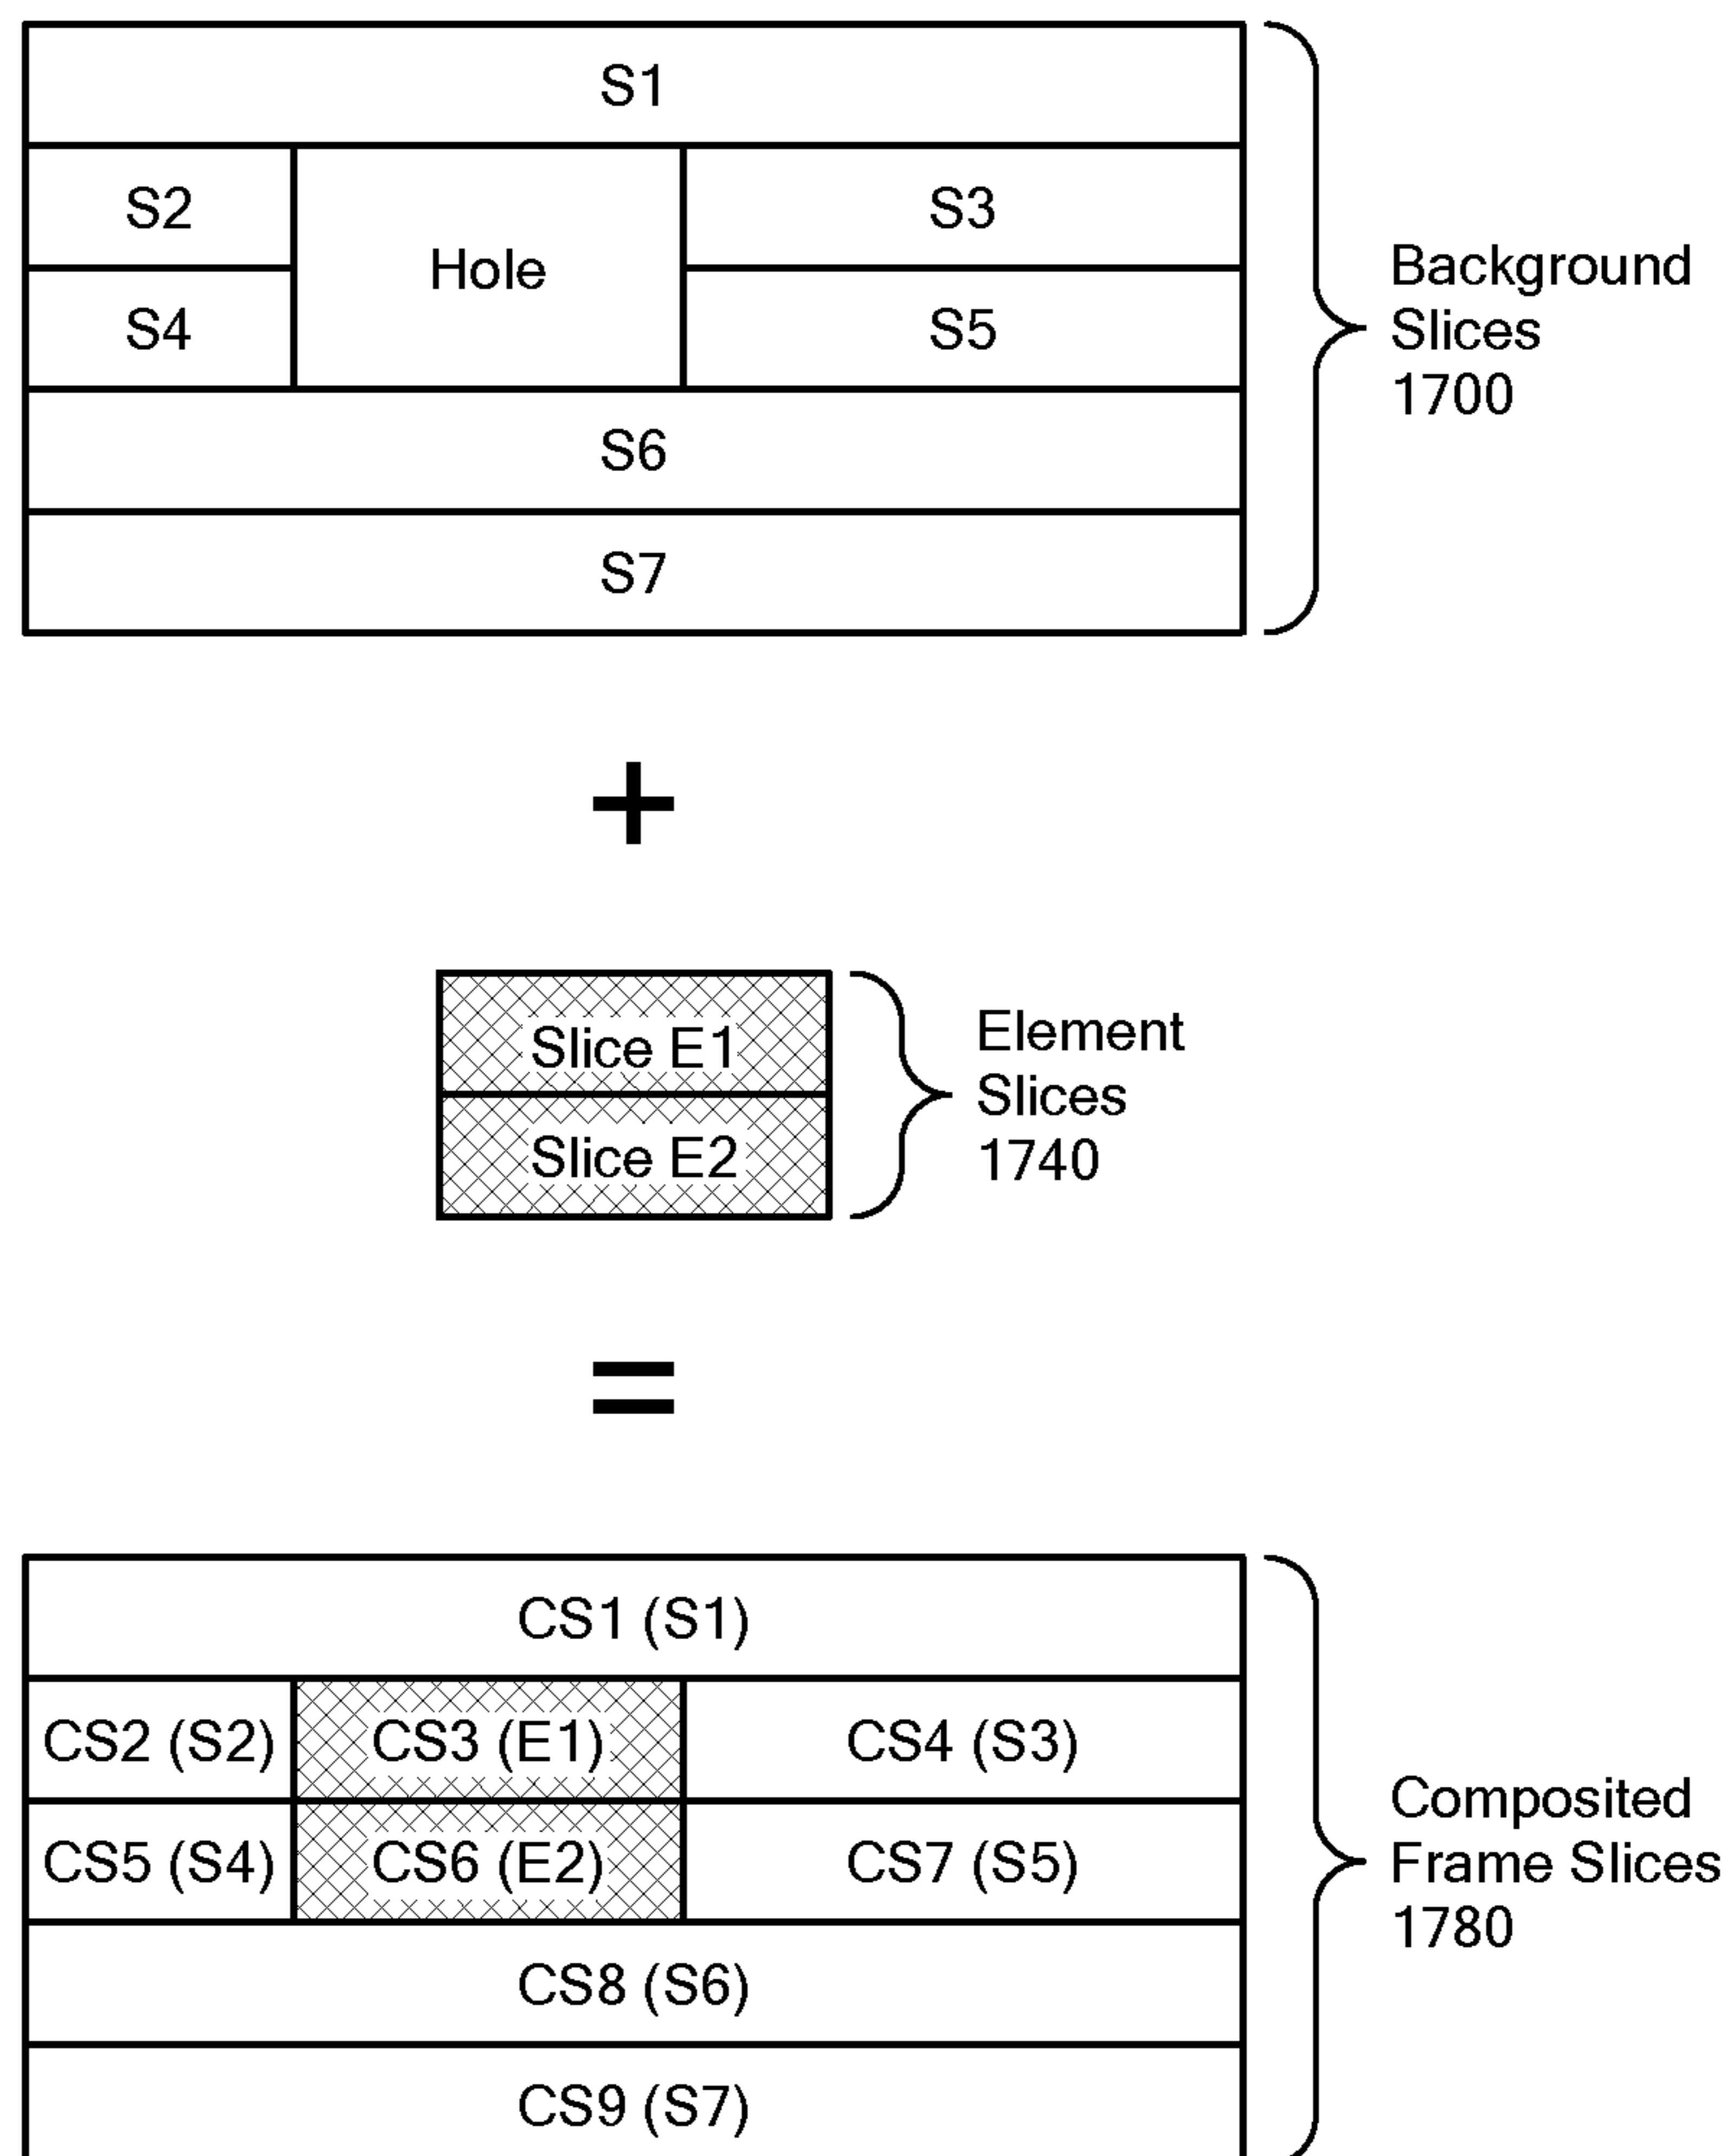 S1
S2
Hole
S3
S4
S5
S6
S7
Background
Slices
1700
+
Slice E1
Slice E2
Element
Slices
1740
=
CS1 (S1)
CS2 (S2)
CS3 (E1)
CS4 (S3)
CS5 (S4)
CS6 (E2)
CS7 (S5)
CS8 (S6)
CS9 (S7)
Composited
Frame Slices
1780